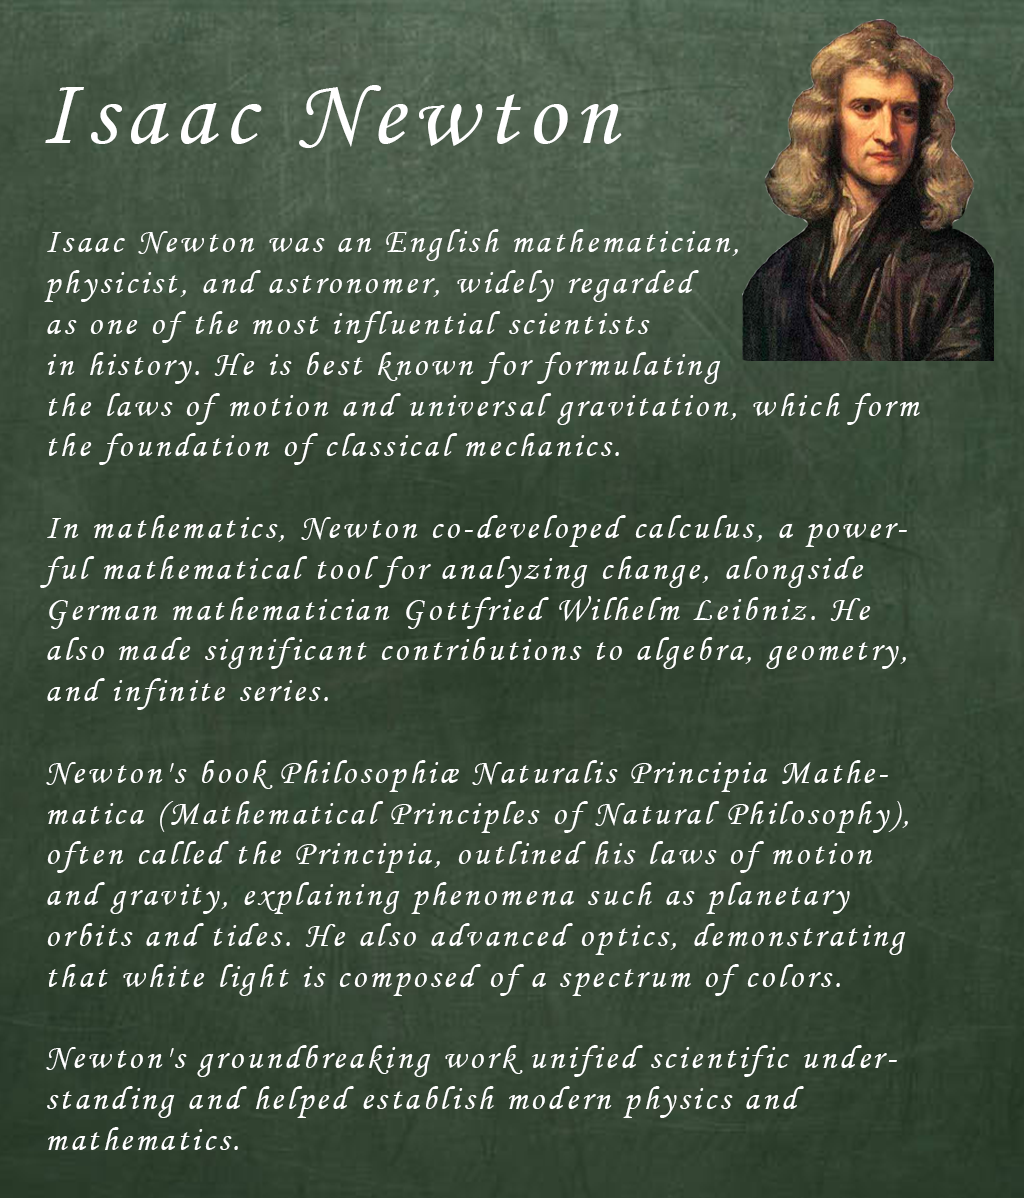 Isaac Newton
Isaac Newton was an English mathematician,
physicist, and astronomer, widely regarded
as one of the most influential scientists
in history. He is best known for formulating
the laws of motion and universal gravitation, which form
the foundation of classical mechanics.
In mathematics, Newton co-developed calculus, a power-
ful mathematical tool for analyzing change, alongside
German mathematician Gottfried Wilhelm Leibniz. He
also made significant contributions to algebra, geometry,
and infinite series.
Newton's book Philosophiæ Naturalis Principia Mathe-
matica (Mathematical Principles of Natural Philosophy),
often called the Principia, outlined his laws of motion
and gravity, explaining phenomena such as planetary
orbits and tides. He also advanced optics, demonstrating
that white light is composed of a spectrum of colors.
Newton's groundbreaking work unified scientific under-
standing and helped establish modern physics and
mathematics.